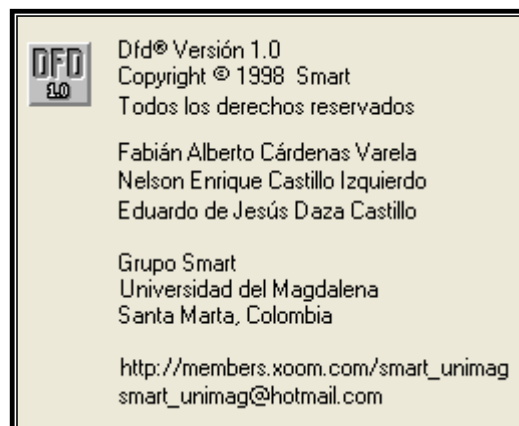 DFD
1.0
Dfd® Versión 1.0
Copyright © 1998 Smart
Todos los derechos reservados
Fabián Alberto Cárdenas Varela
Nelson Enrique Castillo Izquierdo
Eduardo de Jesús Daza Castillo
Grupo Smart
Universidad del Magdalena
Santa Marta, Colombia
http://members.xoom.com/smart_unimag
smart_unimag@hotmail.com